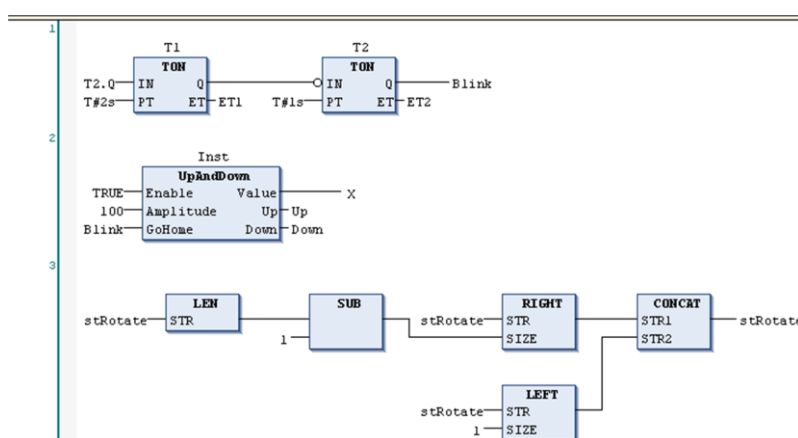 1
T1 T2
TON TON
T2.Q IN Q IN Q Blink
T#2s PT ET ET1 T#1s PT ET ET2
2
Inst
UpAndDown
TRUE Enable Value X
100 Amplitude Up Up
Blink GoHome Down Down
3
LEN SUB RIGHT CONCAT
stRotate STR stRotate STR STR1 stRotate
1 SIZE STR2
LEFT
stRotate STR
1 SIZE